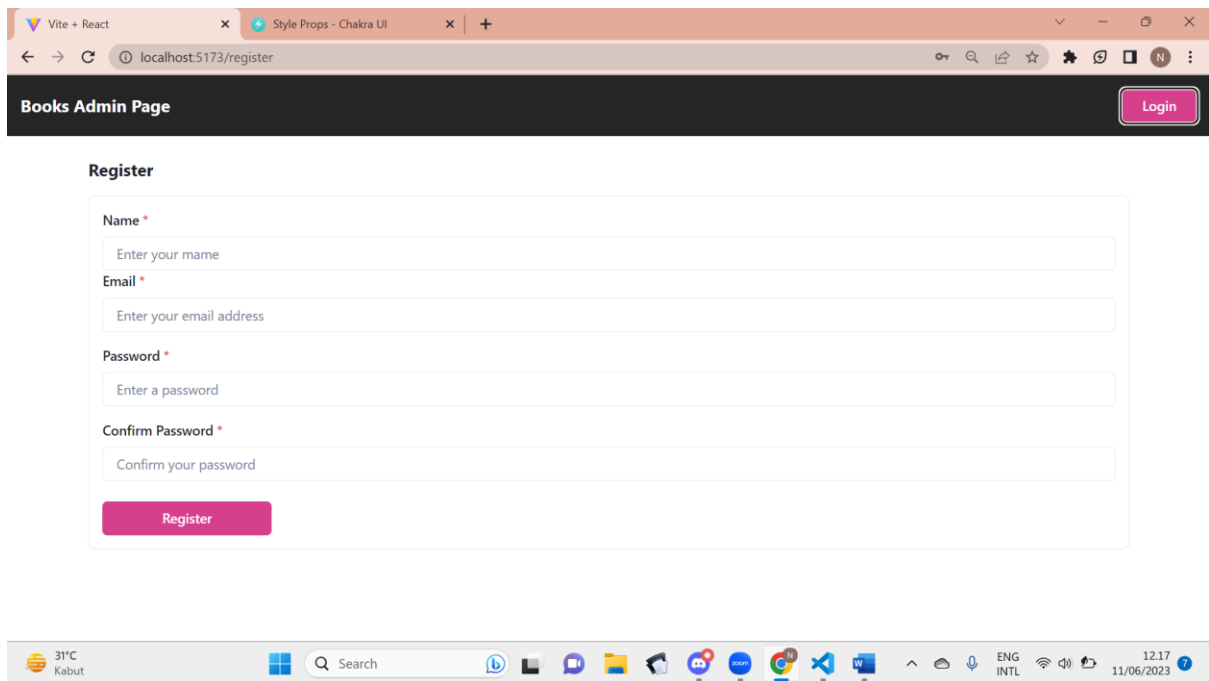 Vite + React
Style Props - Chakra UI
localhost:5173/register
N
Books Admin Page
Login
Register
Name *
Enter your mame
Email *
Enter your email address
Password *
Enter a password
Confirm Password *
Confirm your password
Register
31°C
Kabut
Search
zoom
N
W
ENG
INTL
12.17
11/06/2023
7